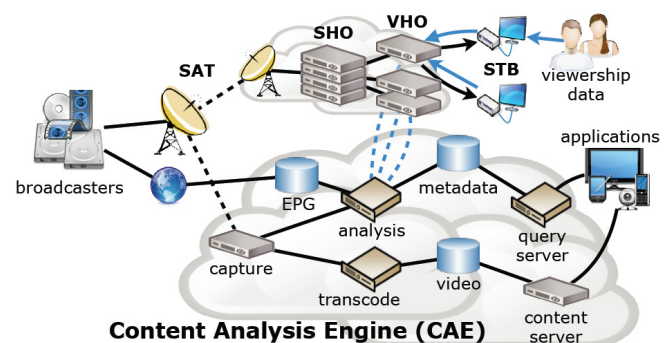 SHO
VHO
SAT
STB
viewership
data
applications
broadcasters
EPG
metadata
analysis
query
server
capture
transcode
video
content
server
Content Analysis Engine (CAE)